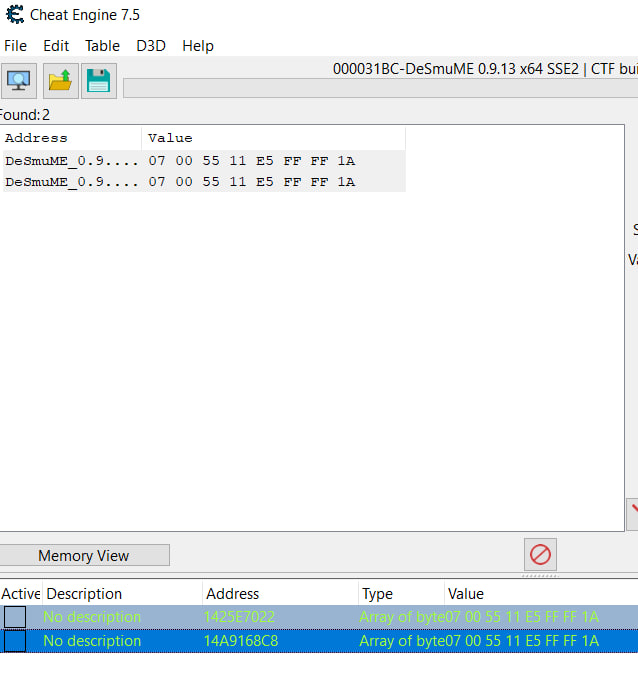 Cheat Engine 7.5
File Edit Table D3D Help
000031BC-DeSmuME 0.9.13 x64 SSE2 | CTF bui
Found: 2
Address Value
DeSmuME_0.9.... 07 00 55 11 E5 FF FF 1A
DeSmuME_0.9.... 07 00 55 11 E5 FF FF 1A
S
Va
Memory View
Active Description Address Type Value
No description 1425E7022 Array of byte 07 00 55 11 E5 FF FF 1A
No description 14A9168C8 Array of byte 07 00 55 11 E5 FF FF 1A